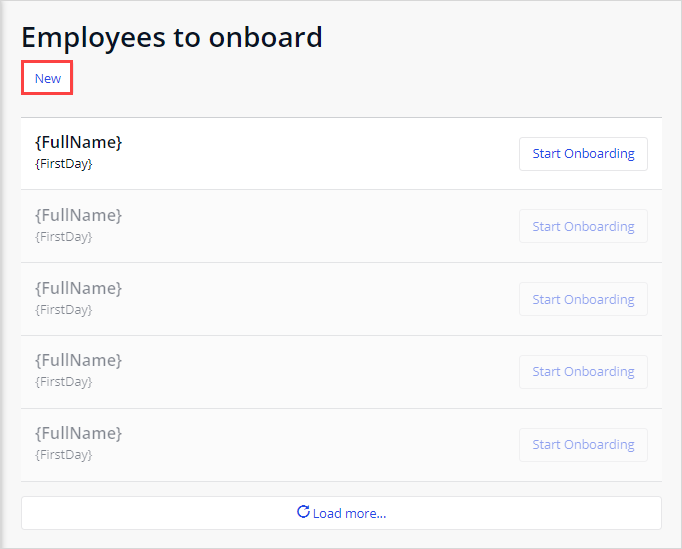 Employees to onboard
New
{FullName}
{FirstDay}
Start Onboarding
{FullName}
{FirstDay}
Start Onboarding
{FullName}
{FirstDay}
Start Onboarding
{FullName}
{FirstDay}
Start Onboarding
{FullName}
{FirstDay}
Start Onboarding
Load more...